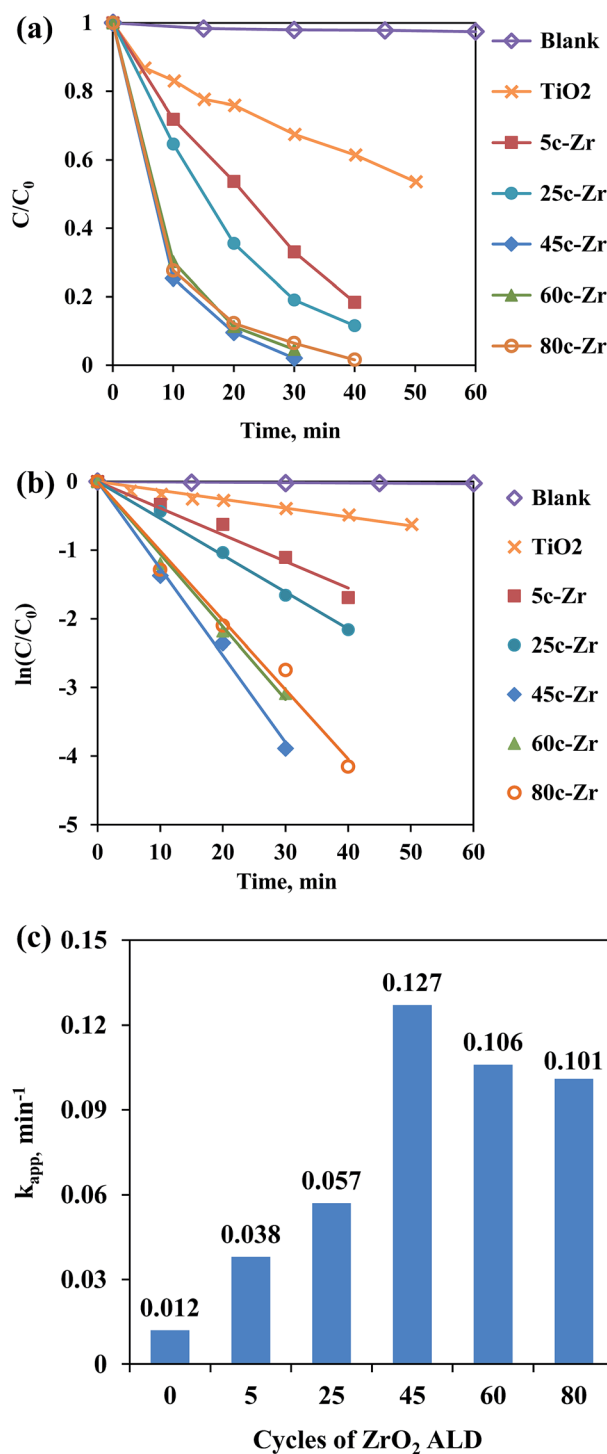 (a)
1
0.8
0.6
0.4
0.2
0
C/C0
0 10 20 30 40 50 60
Time, min
Blank
TiO2
5c-Zr
25c-Zr
45c-Zr
60c-Zr
80c-Zr
(b)
0
-1
-2
-3
-4
-5
ln(C/C0)
0 10 20 30 40 50 60
Time, min
Blank
TiO2
5c-Zr
25c-Zr
45c-Zr
60c-Zr
80c-Zr
(c)
0.15
0.12
0.09
0.06
0.03
0
kapp, min-1
0.012
0.038
0.057
0.127
0.106
0.101
0 5 25 45 60 80
Cycles of ZrO2 ALD